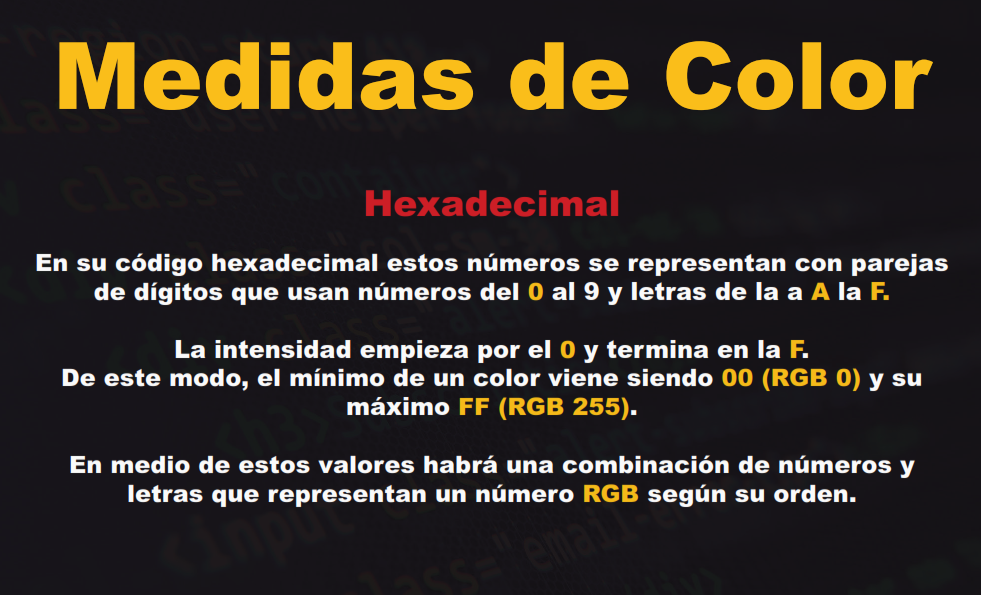 Medidas de Color
Hexadecimal
En su código hexadecimal estos números se representan con parejas
de dígitos que usan números del 0 al 9 y letras de la a A la F.
La intensidad empieza por el 0 y termina en la F.
De este modo, el mínimo de un color viene siendo 00 (RGB 0) y su
máximo FF (RGB 255).
En medio de estos valores habrá una combinación de números y
letras que representan un número RGB según su orden.